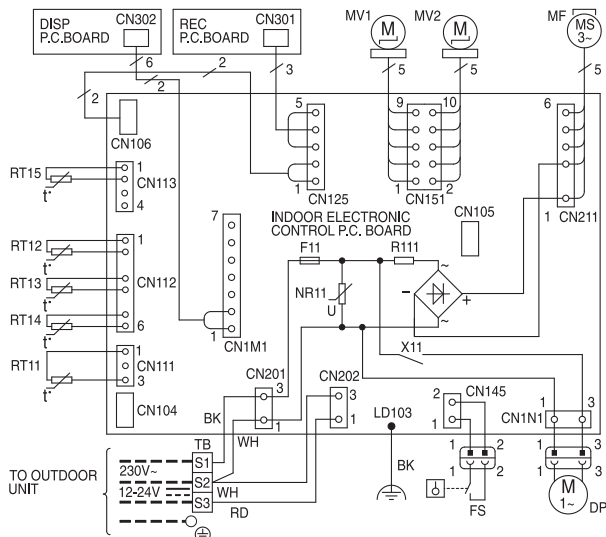 DISP CN302
P.C.BOARD
REC CN301
P.C.BOARD
MV1
M
MV2
M
MF
MS
3~
6
2
2
3
5
5
5
2
CN106
5
1
CN125
9
10
1
2
CN151
6
1
CN211
RT15
t°
1
CN113
4
7
INDOOR ELECTRONIC
CONTROL P.C. BOARD
CN105
RT12
t°
1
RT13
t°
CN112
RT14
t°
6
F11
R111
~
NR11
U
-
+
~
1
CN1M1
X11
RT11
t°
1
CN111
3
CN201
3
1
CN202
3
1
CN145
2
1
1
3
CN1N1
CN104
BK
WH
LD103
BK
TB
TO OUTDOOR
UNIT
230V~
S1
12-24V
S2
WH
S3
RD
1
2
1
2
FS
1
3
1
3
M
1~
DP